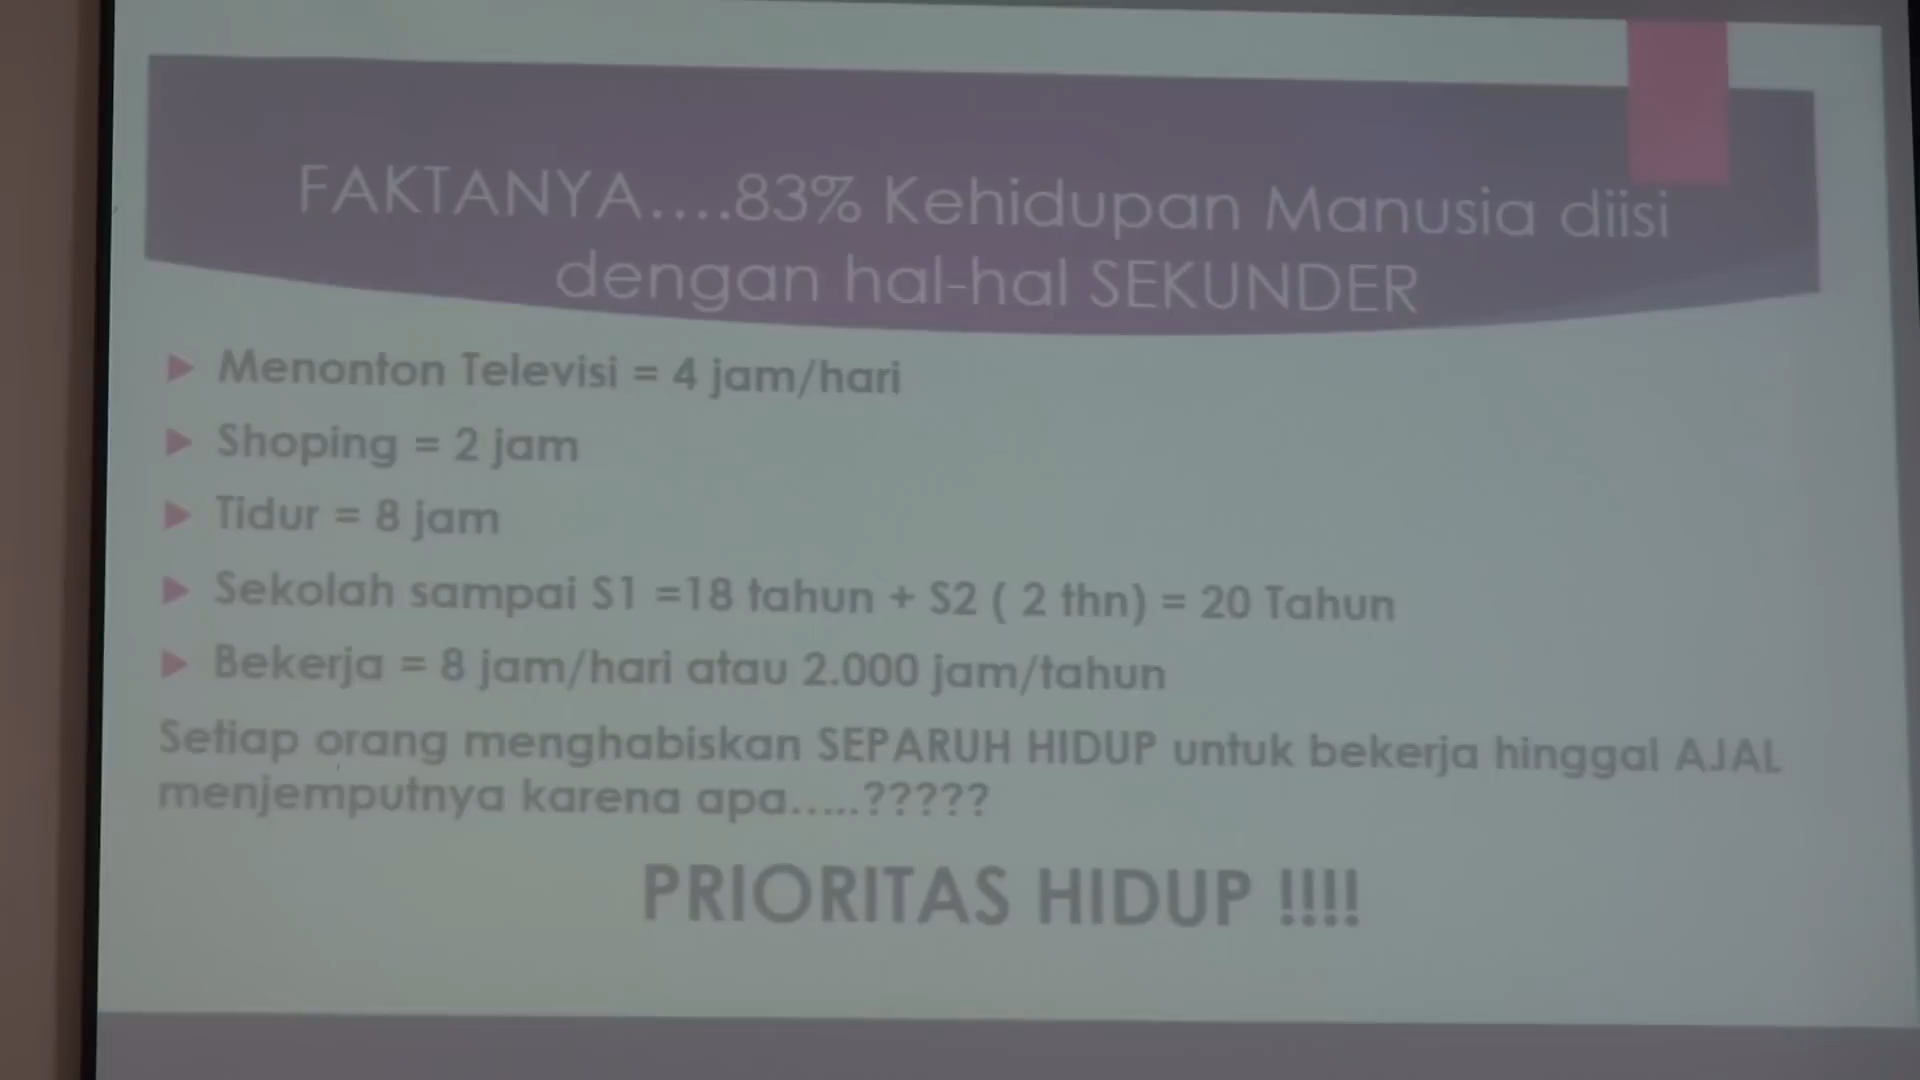 FAKTANYA....83% Kehidupan Manusia diisi
dengan hal-hal SEKUNDER
Menonton Televisi = 4 jam/hari
Shoping = 2 jam
Tidur = 8 jam
Sekolah sampai S1 =18 tahun + S2 ( 2 thn) = 20 Tahun
Bekerja = 8 jam/hari atau 2.000 jam/tahun
Setiap orang menghabiskan SEPARUH HIDUP untuk bekerja hinggal AJAL
menjemputnya karena apa.....?????
PRIORITAS HIDUP !!!!